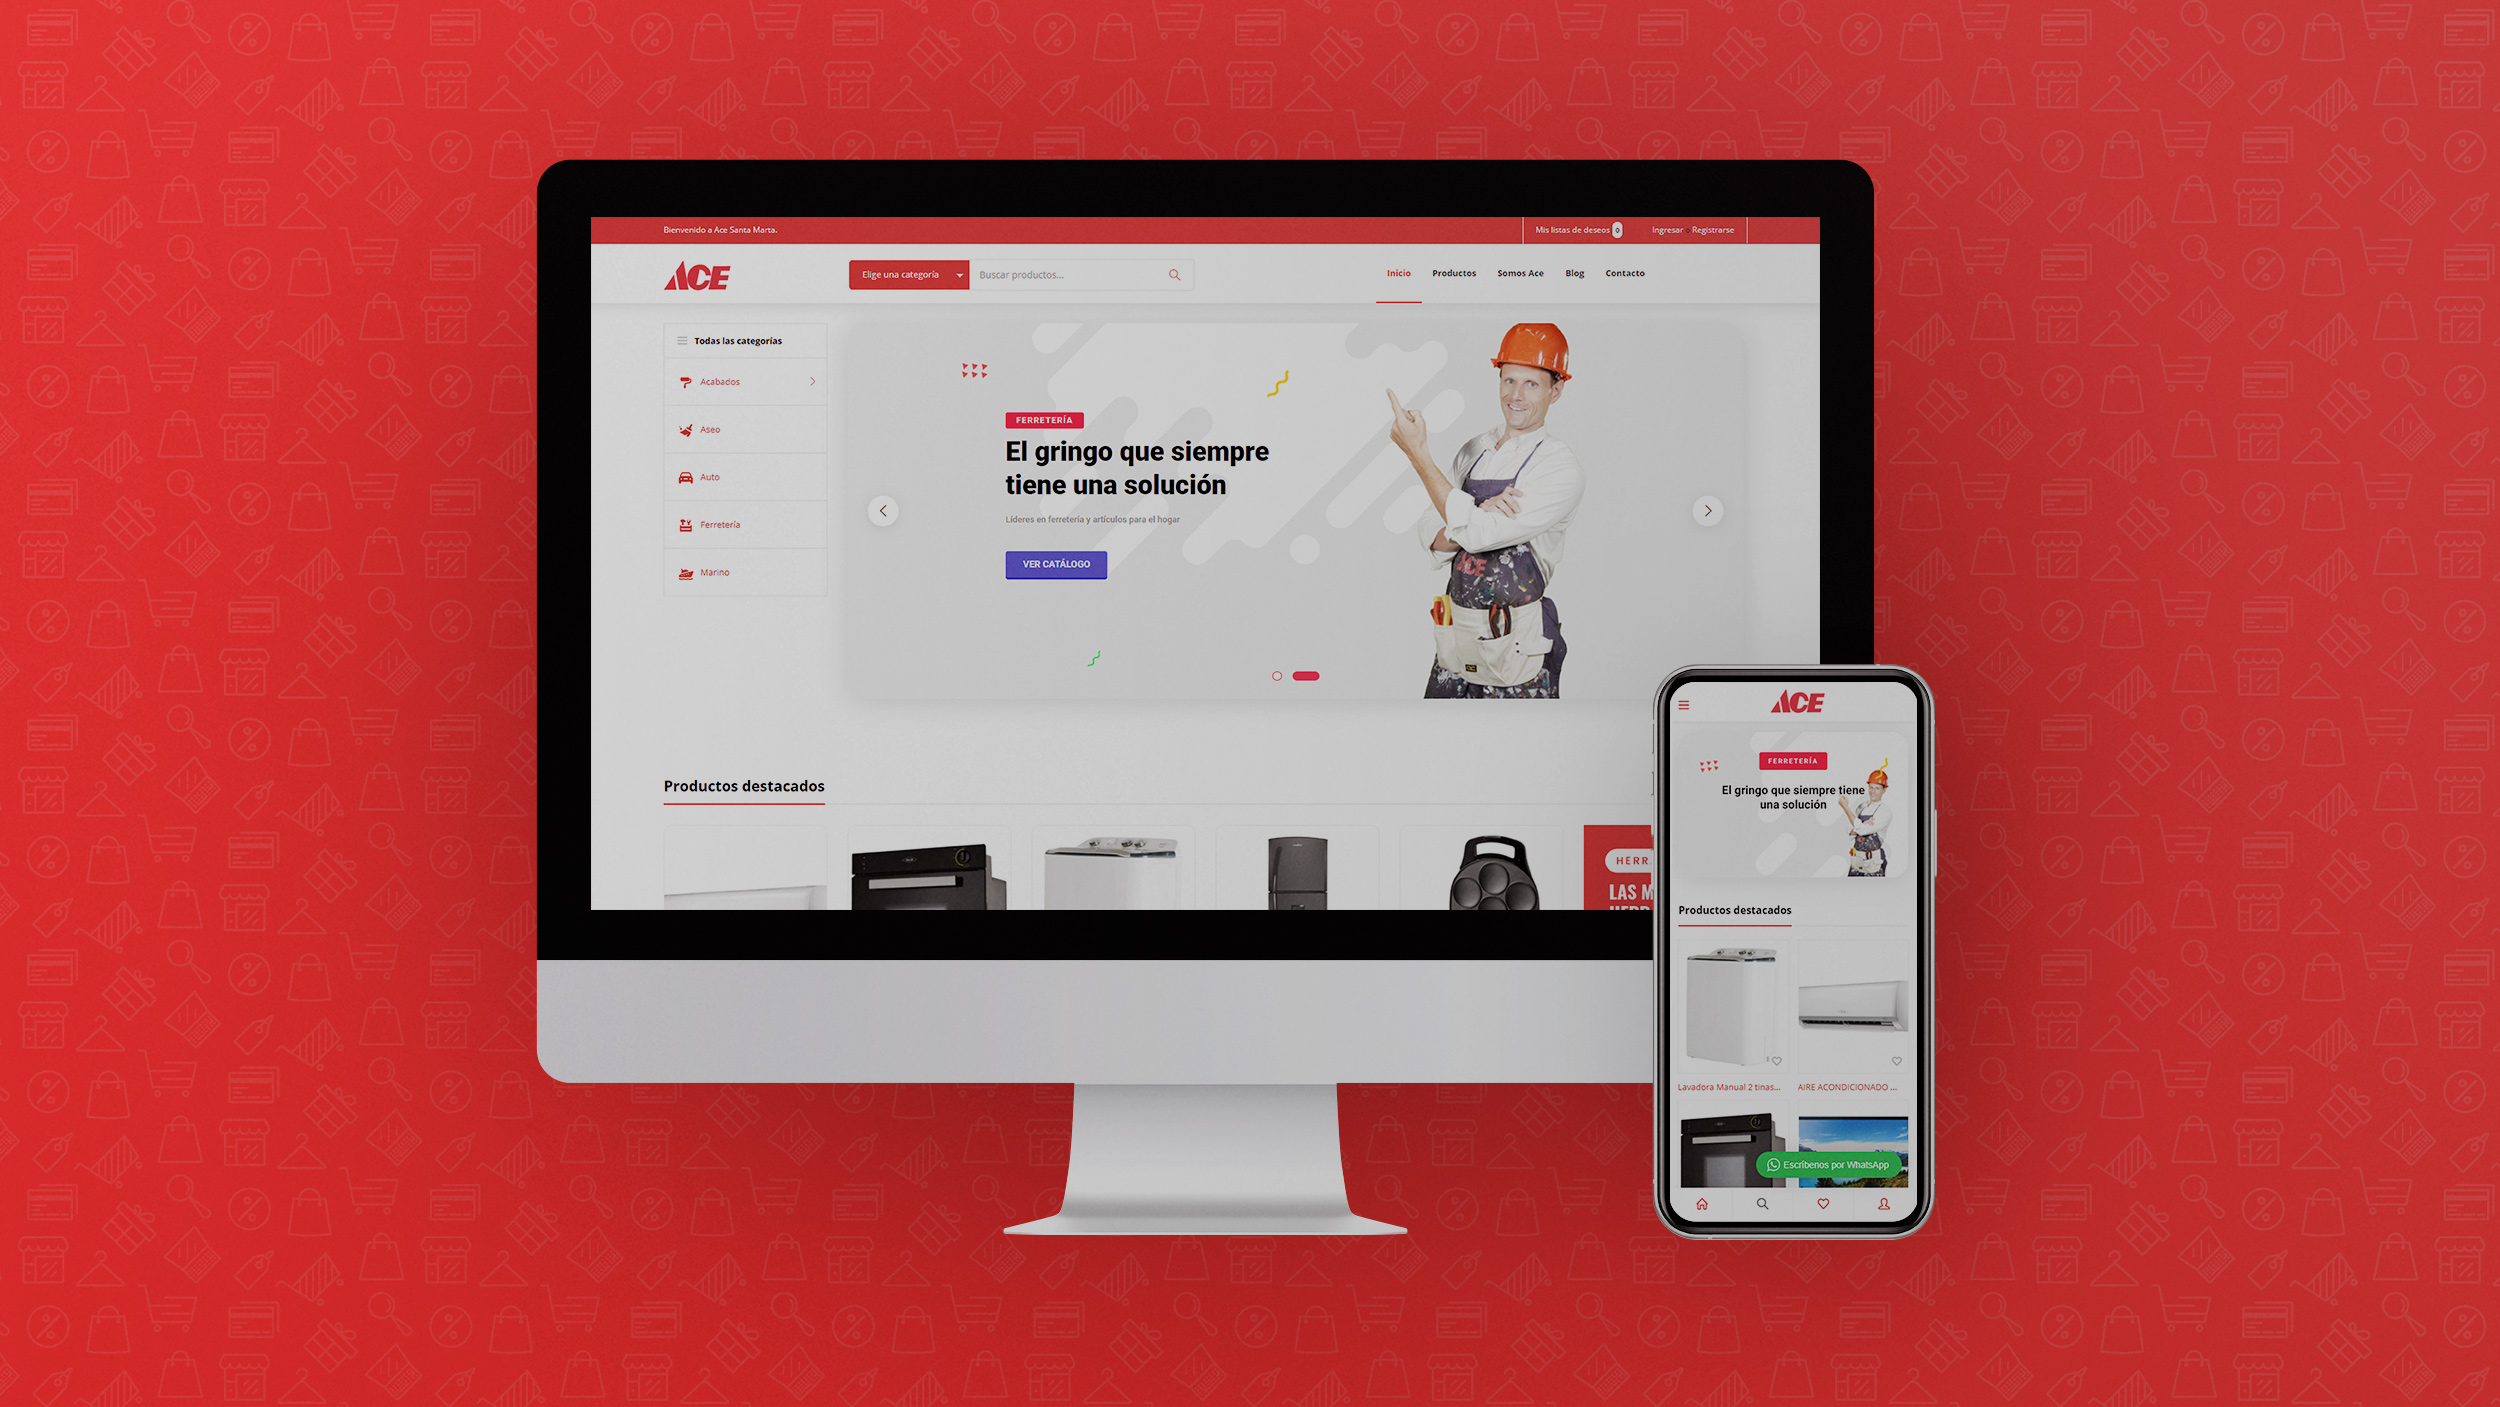 Bienvenido a Ace Santa Marta.
Mis listas de deseos 0
Ingresar o Registrarse
ACE
Elige una categoría
Buscar productos...
Inicio
Productos
Somos Ace
Blog
Contacto
Todas las categorías
Acabados
Aseo
Auto
Ferretería
Marino
FERRETERÍA
El gringo que siempre
tiene una solución
Líderes en ferretería y artículos para el hogar
VER CATÁLOGO
ACE
Productos destacados
HERR
LAS M
ACE
FERRETERÍA
El gringo que siempre tiene
una solución
Productos destacados
Lavadora Manual 2 tinas...
AIRE ACONDICIONADO ...
Escríbenos por WhatsApp